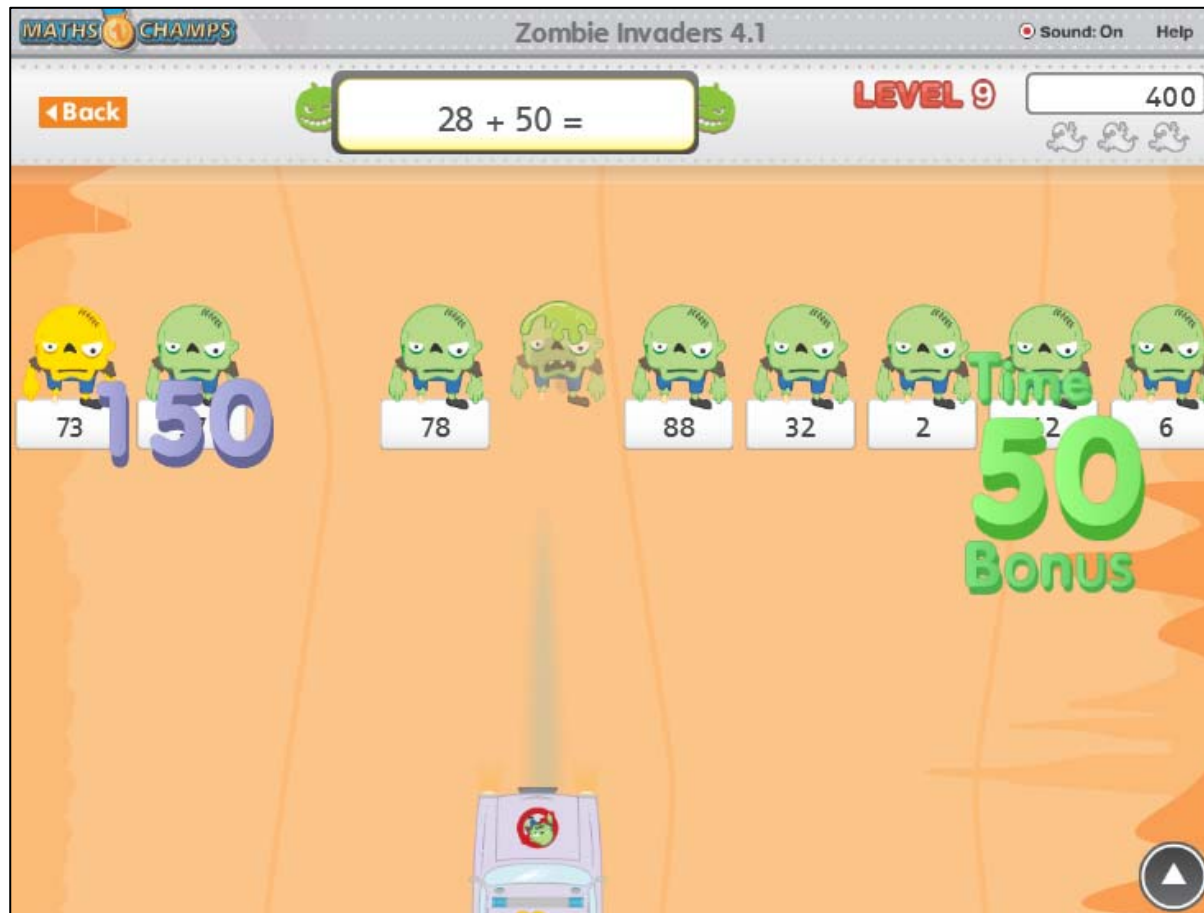 MATHS 1 CHAMPS
Zombie Invaders 4.1
Sound: On Help
Back
28 + 50 =
LEVEL 9
400
73
78
88
32
2
6
150
Time
50
Bonus